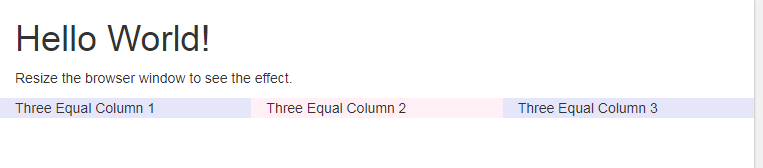 Hello World!
Resize the browser window to see the effect.
Three Equal Column 1 Three Equal Column 2 Three Equal Column 3